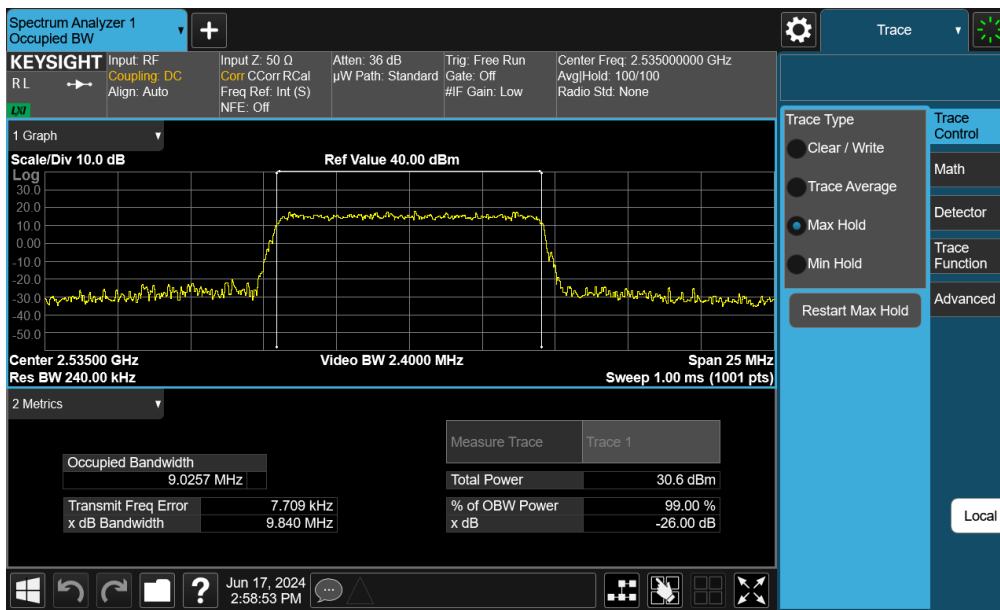 Spectrum Analyzer 1
Occupied BW
Trace
KEYSIGHT
R L
LXI
Input: RF
Coupling: DC
Align: Auto
Input Z: 50 Ω
Corr CCorr RCal
Freq Ref: Int (S)
NFE: Off
Atten: 36 dB
µW Path: Standard
Trig: Free Run
Gate: Off
#IF Gain: Low
Center Freq: 2.535000000 GHz
Avg|Hold: 100/100
Radio Std: None
1 Graph
Scale/Div 10.0 dB
Ref Value 40.00 dBm
Log
30.0
20.0
10.0
0.00
-10.0
-20.0
-30.0
-40.0
-50.0
Center 2.53500 GHz
Video BW 2.4000 MHz
Span 25 MHz
Res BW 240.00 kHz
Sweep 1.00 ms (1001 pts)
2 Metrics
Measure Trace
Trace 1
Occupied Bandwidth
9.0257 MHz
Total Power
30.6 dBm
Transmit Freq Error
7.709 kHz
% of OBW Power
99.00 %
x dB Bandwidth
9.840 MHz
x dB
-26.00 dB
Trace Type
Clear / Write
Trace Average
Max Hold
Min Hold
Restart Max Hold
Trace
Control
Math
Detector
Trace
Function
Advanced
Local
?
Jun 17, 2024
2:58:53 PM